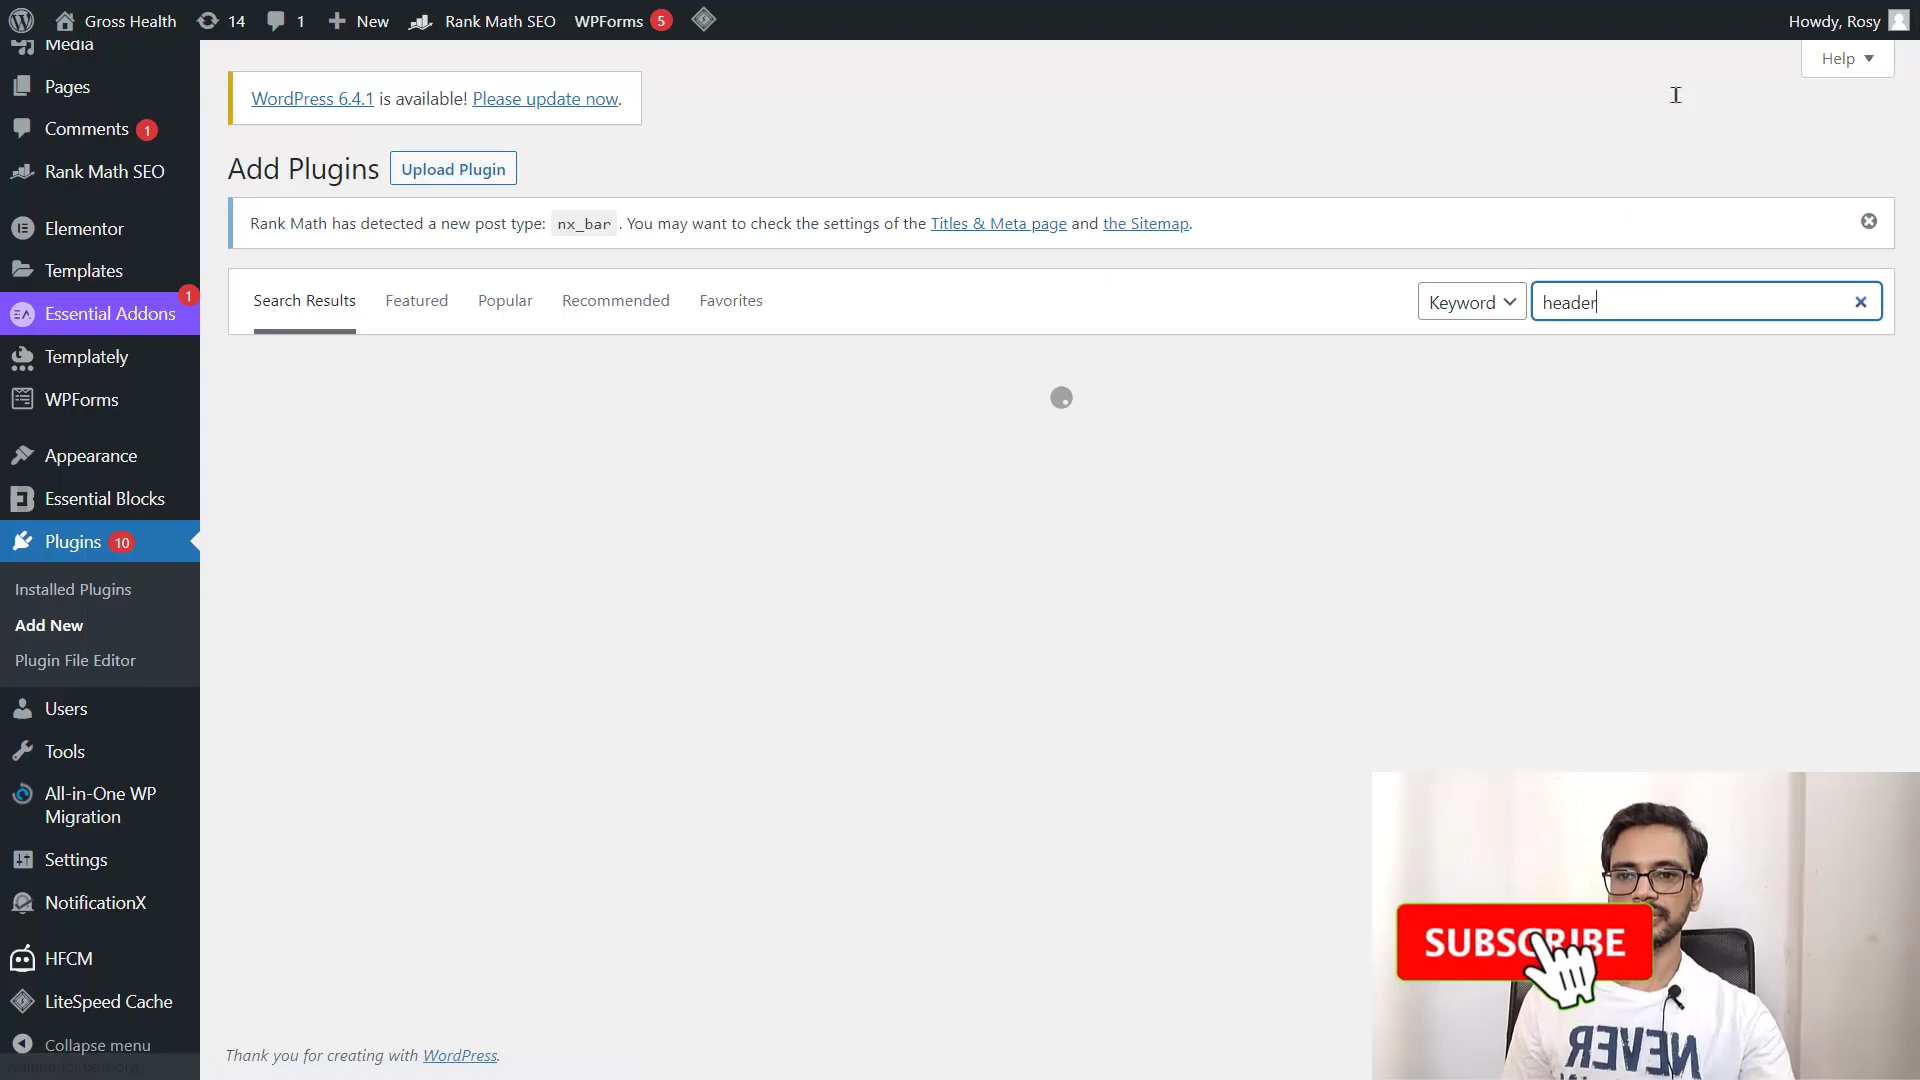 Gross Health
14
1
New
Rank Math SEO
WPForms 5
Howdy, Rosy
Media
Pages
Comments 1
Rank Math SEO
Elementor
Templates
Essential Addons 1
Templately
WPForms
Appearance
Essential Blocks
Plugins 10
Installed Plugins
Add New
Plugin File Editor
Users
Tools
All-in-One WP
Migration
Settings
NotificationX
HFCM
LiteSpeed Cache
Collapse menu
Help
WordPress 6.4.1 is available! Please update now.
Add Plugins Upload Plugin
Rank Math has detected a new post type: nx_bar . You may want to check the settings of the Titles & Meta page and the Sitemap.
Search Results Featured Popular Recommended Favorites Keyword header
SUBSCRIBE
NEVER
Thank you for creating with WordPress.